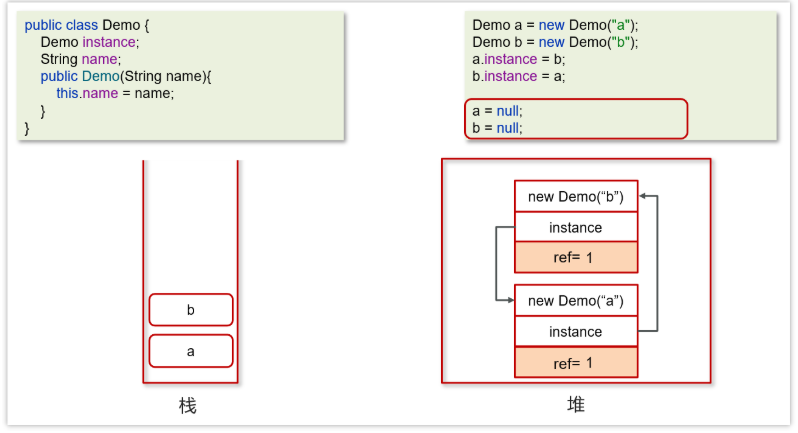 public class Demo {
Demo instance;
String name;
public Demo(String name){
this.name = name;
}
}
Demo a = new Demo("a");
Demo b = new Demo("b");
a.instance = b;
b.instance = a;
a = null;
b = null;
b
a
栈
new Demo(“b”)
instance
ref= 1
new Demo(“a”)
instance
ref= 1
堆